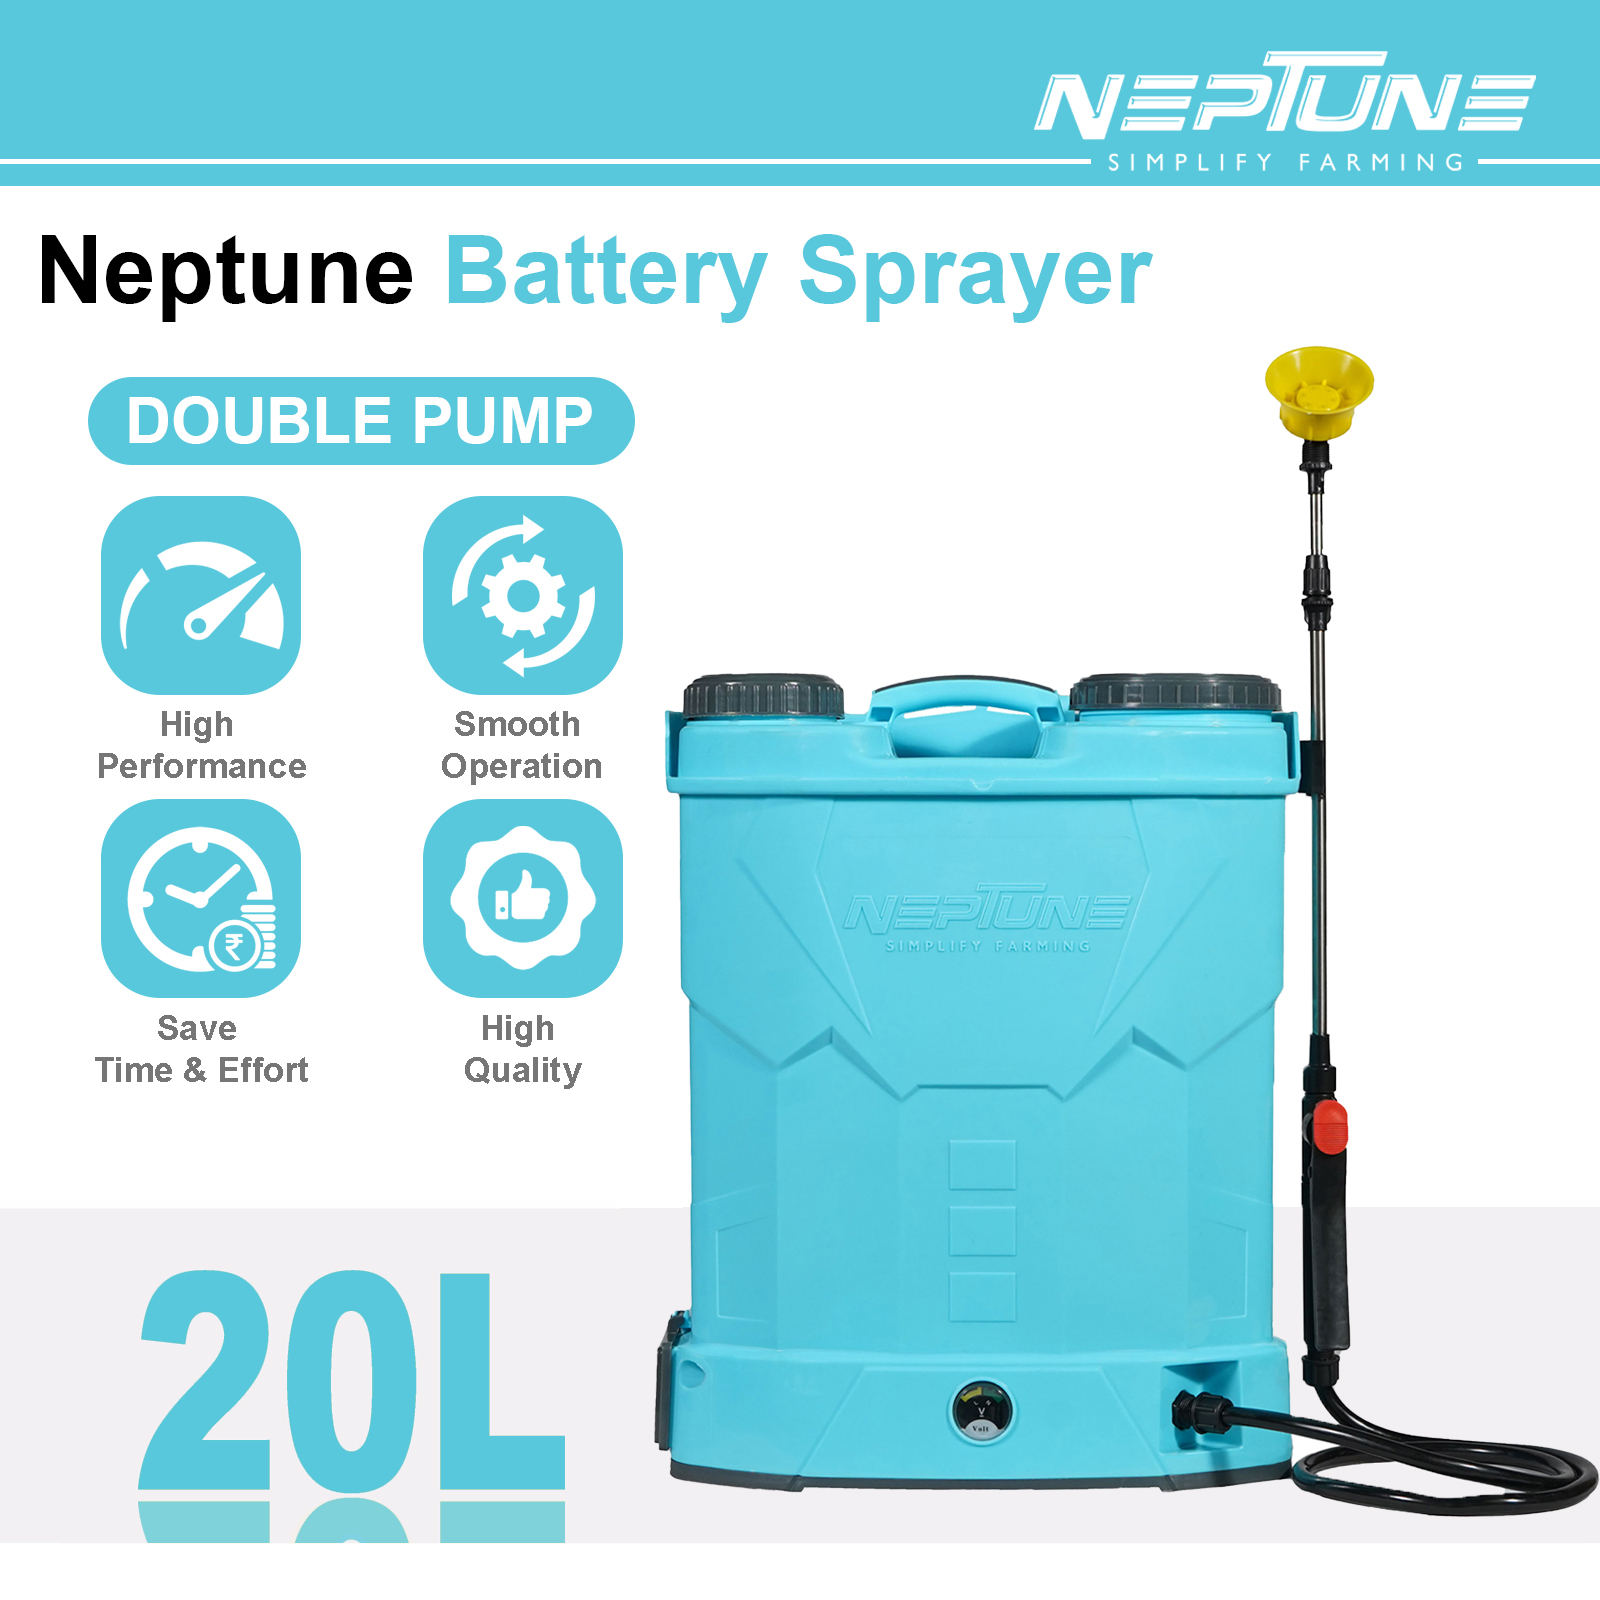 NEPTUNE
SIMPLIFY FARMING
Neptune Battery Sprayer
DOUBLE PUMP
High
Performance
Smooth
Operation
Save
Time & Effort
High
Quality
NEPTUNE
SIMPLIFY FARMING
20L
V
Volt